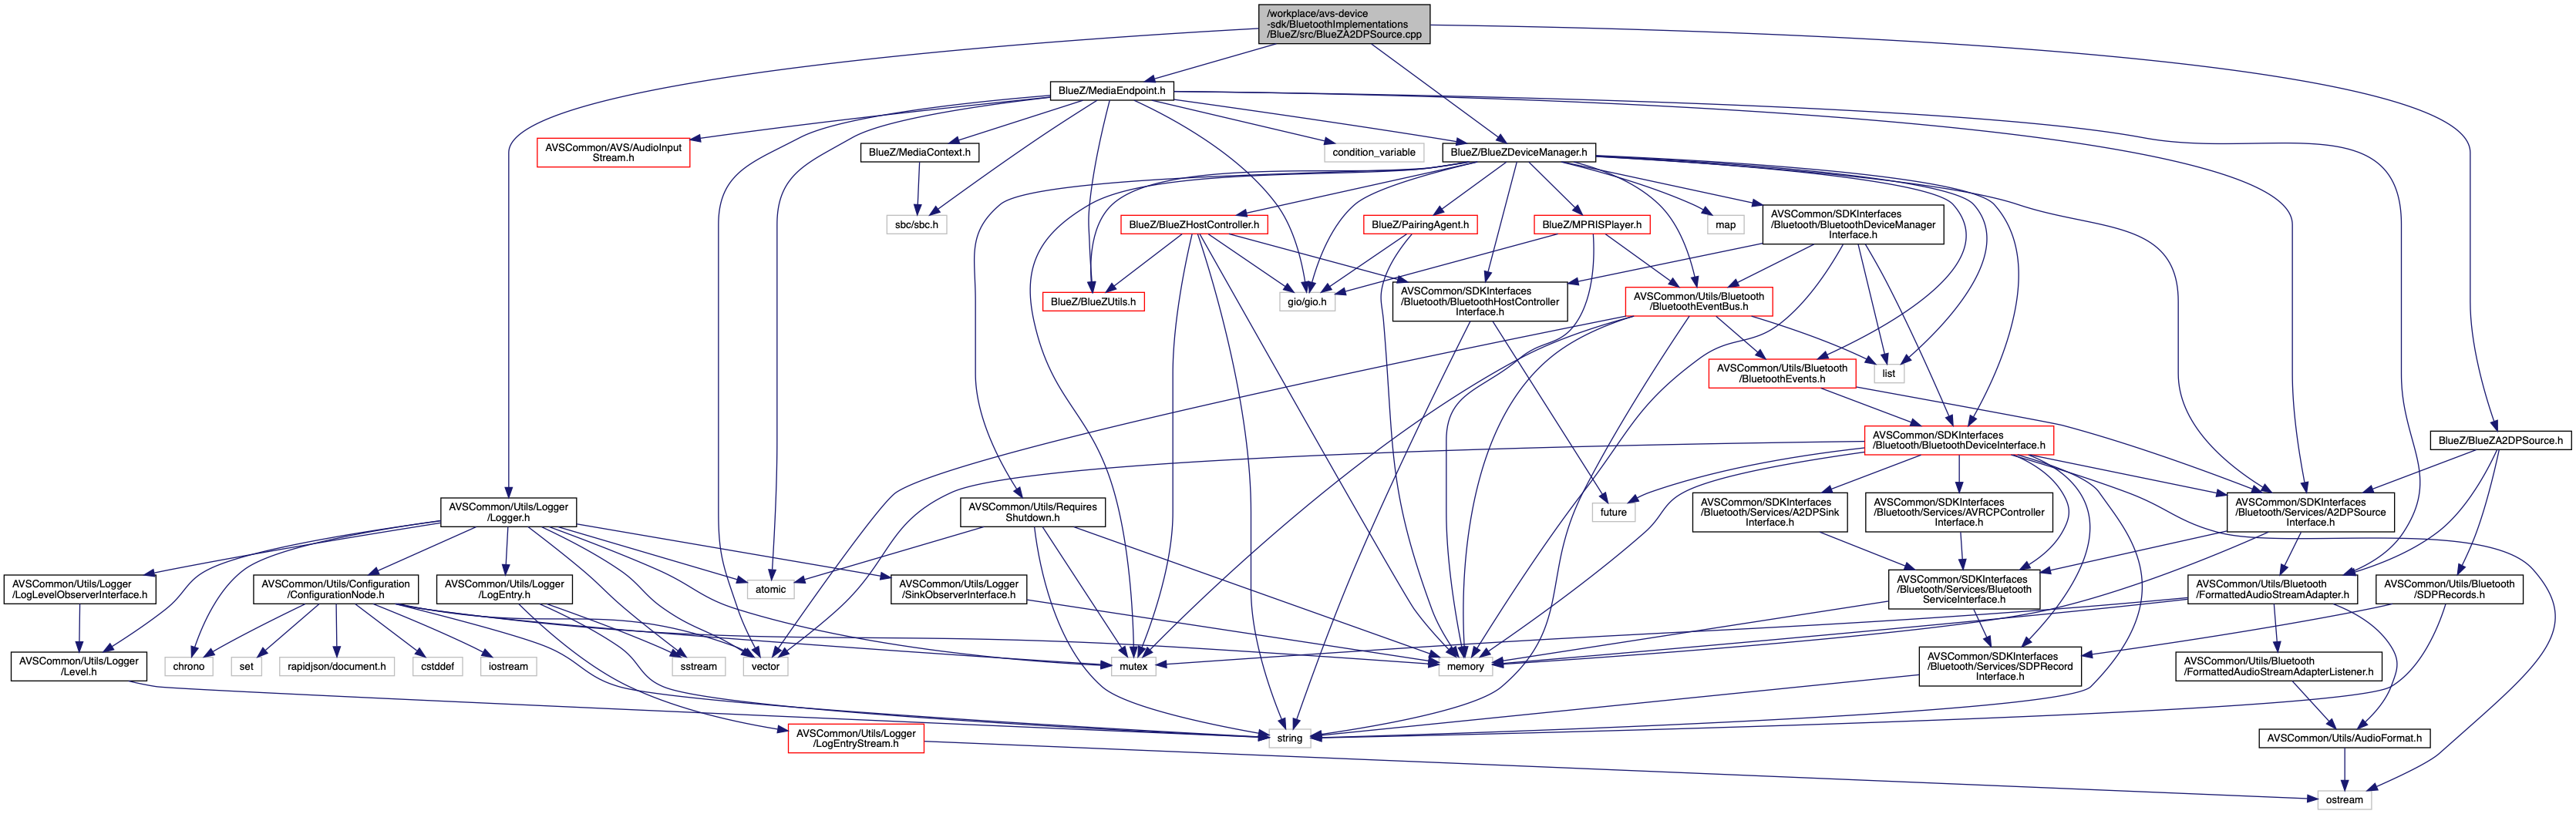 /workplace/avs-device
-sdk/BluetoothImplementations
/BlueZ/src/BlueZA2DPSource.cpp
BlueZ/MediaEndpoint.h
AVSCommon/AVS/AudioInput
Stream.h
BlueZ/MediaContext.h
condition_variable
BlueZ/BlueZDeviceManager.h
sbc/sbc.h
BlueZ/BlueZHostController.h
BlueZ/PairingAgent.h
BlueZ/MPRISPlayer.h
map
AVSCommon/SDKInterfaces
/Bluetooth/BluetoothDeviceManager
Interface.h
BlueZ/BlueZUtils.h
gio/gio.h
AVSCommon/SDKInterfaces
/Bluetooth/BluetoothHostController
Interface.h
AVSCommon/Utils/Bluetooth
/BluetoothEventBus.h
AVSCommon/Utils/Bluetooth
/BluetoothEvents.h
list
AVSCommon/SDKInterfaces
/Bluetooth/BluetoothDeviceInterface.h
BlueZ/BlueZA2DPSource.h
AVSCommon/Utils/Logger
/Logger.h
AVSCommon/Utils/Requires
Shutdown.h
future
AVSCommon/SDKInterfaces
/Bluetooth/Services/A2DPSink
Interface.h
AVSCommon/SDKInterfaces
/Bluetooth/Services/AVRCPController
Interface.h
AVSCommon/SDKInterfaces
/Bluetooth/Services/A2DPSource
Interface.h
AVSCommon/Utils/Logger
/LogLevelObserverInterface.h
AVSCommon/Utils/Configuration
/ConfigurationNode.h
AVSCommon/Utils/Logger
/LogEntry.h
atomic
AVSCommon/Utils/Logger
/SinkObserverInterface.h
AVSCommon/SDKInterfaces
/Bluetooth/Services/Bluetooth
ServiceInterface.h
AVSCommon/Utils/Bluetooth
/FormattedAudioStreamAdapter.h
AVSCommon/Utils/Bluetooth
/SDPRecords.h
AVSCommon/Utils/Logger
/Level.h
chrono
set
rapidjson/document.h
cstddef
iostream
sstream
vector
mutex
memory
AVSCommon/SDKInterfaces
/Bluetooth/Services/SDPRecord
Interface.h
AVSCommon/Utils/Bluetooth
/FormattedAudioStreamAdapterListener.h
AVSCommon/Utils/Logger
/LogEntryStream.h
string
AVSCommon/Utils/AudioFormat.h
ostream